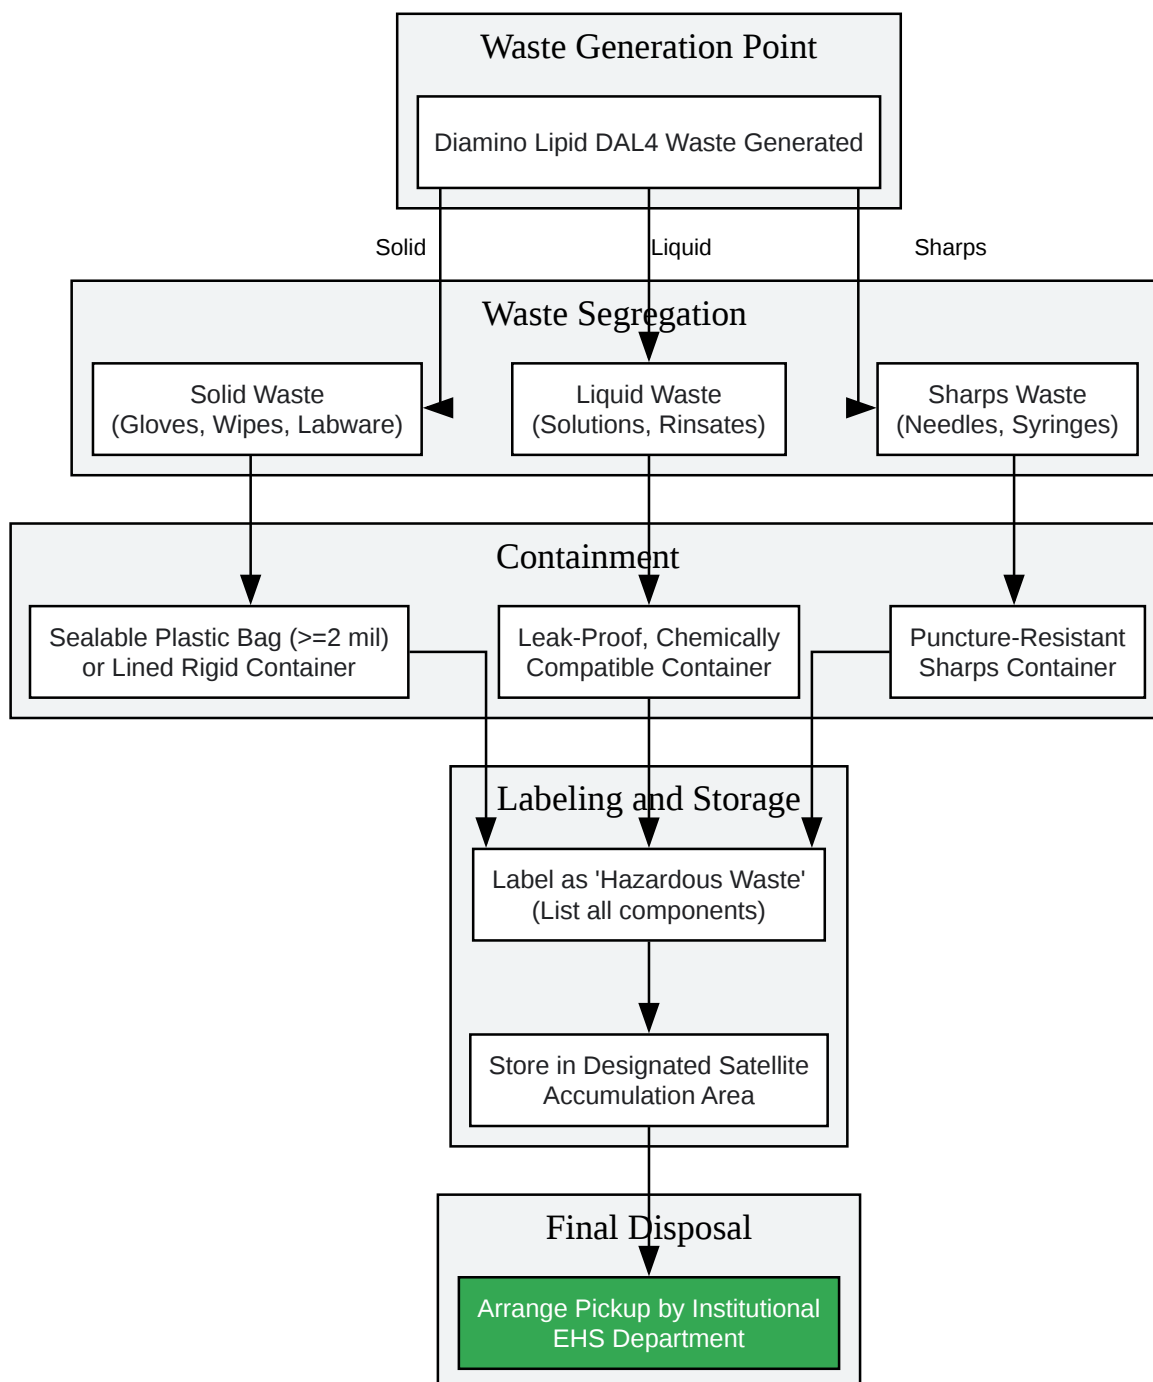 Waste Generation Point
Diamino Lipid DAL4 Waste Generated
Solid
Liquid
Sharps
Waste Segregation
Solid Waste
(Gloves, Wipes, Labware)
Liquid Waste
(Solutions, Rinsates)
Sharps Waste
(Needles, Syringes)
Containment
Sealable Plastic Bag (>=2 mil)
or Lined Rigid Container
Leak-Proof, Chemically
Compatible Container
Puncture-Resistant
Sharps Container
Labeling and Storage
Label as 'Hazardous Waste'
(List all components)
Store in Designated Satellite
Accumulation Area
Final Disposal
Arrange Pickup by Institutional
EHS Department